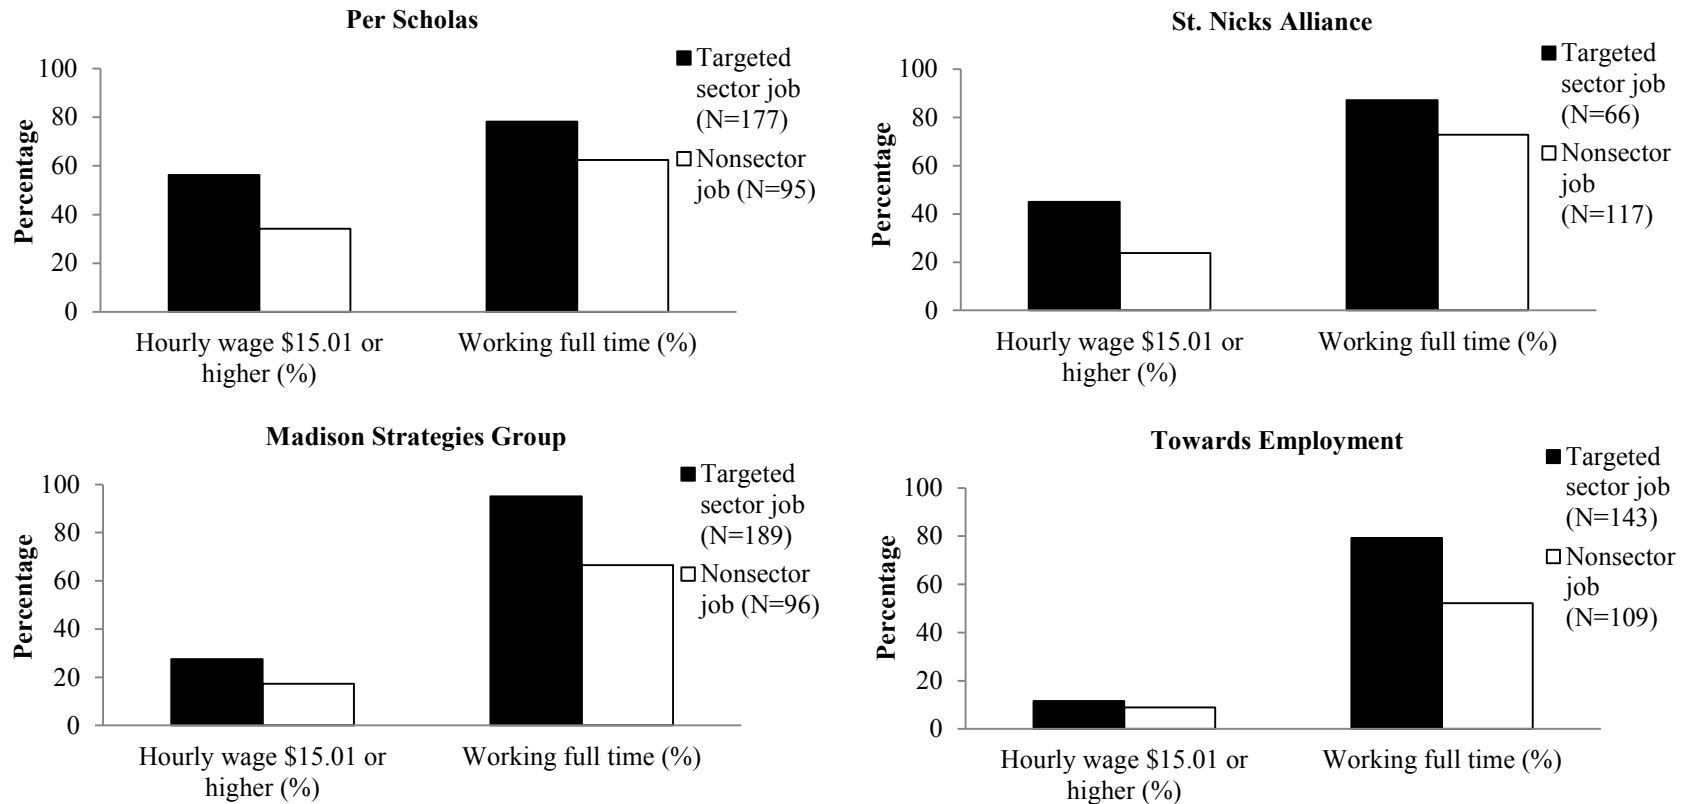 Per Scholas
Percentage
100
80
60
40
20
0
Hourly wage $15.01 or
higher (%)
Working full time (%)
Targeted
sector job
(N=177)
Nonsector
job (N=95)
St. Nicks Alliance
Percentage
100
80
60
40
20
0
Hourly wage $15.01 or
higher (%)
Working full time (%)
Targeted
sector job
(N=66)
Nonsector
job
(N=117)
Madison Strategies Group
Percentage
100
80
60
40
20
0
Hourly wage $15.01 or
higher (%)
Working full time (%)
Targeted
sector job
(N=189)
Nonsector
job (N=96)
Towards Employment
Percentage
100
80
60
40
20
0
Hourly wage $15.01 or
higher (%)
Working full time (%)
Targeted
sector job
(N=143)
Nonsector
job
(N=109)